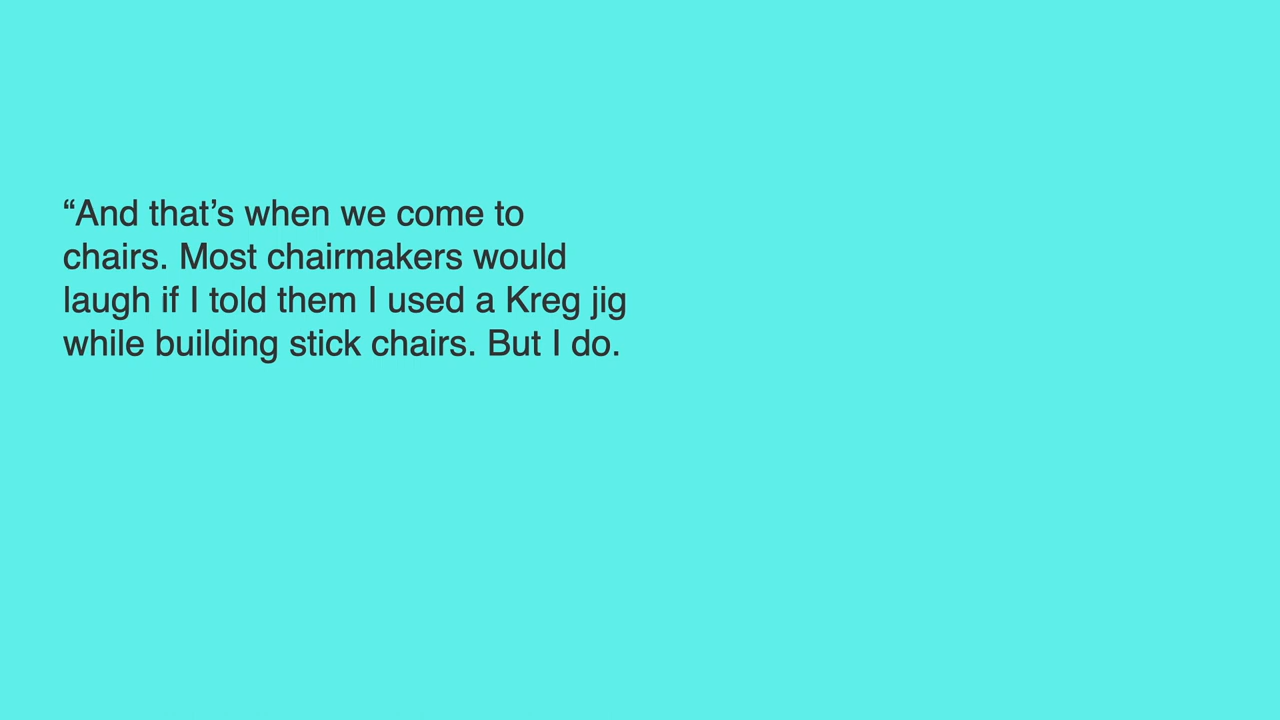 “And that’s when we come to
chairs. Most chairmakers would
laugh if I told them I used a Kreg jig
while building stick chairs. But I do.